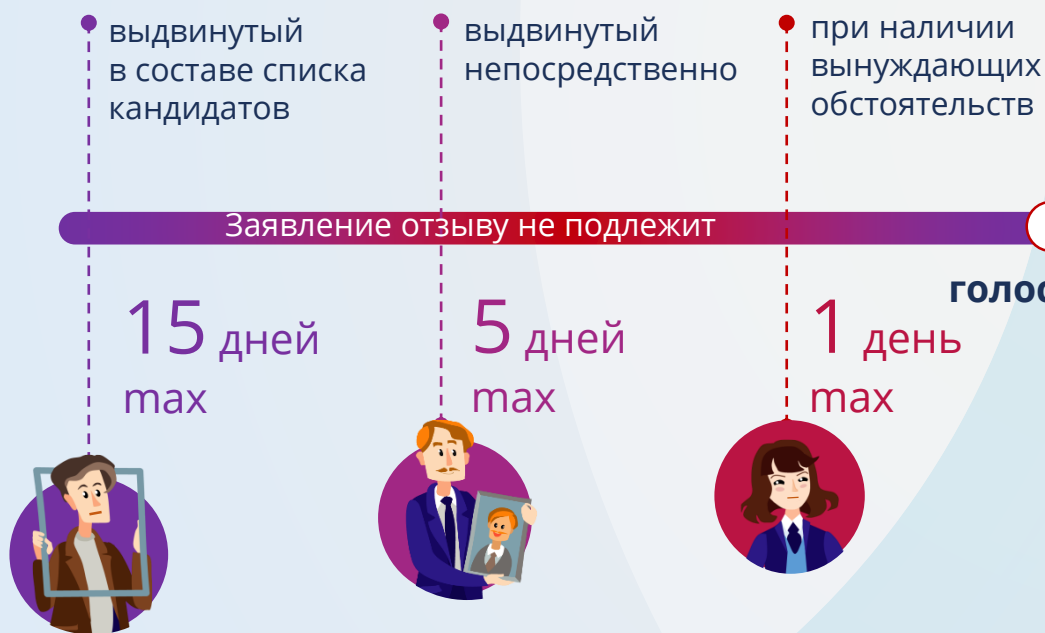 выдвинутый
в составе списка
кандидатов
выдвинутый
непосредственно
при наличии
вынуждающих
обстоятельств
Заявление отзыву не подлежит
15 дней
max
5 дней
max
1 день
max